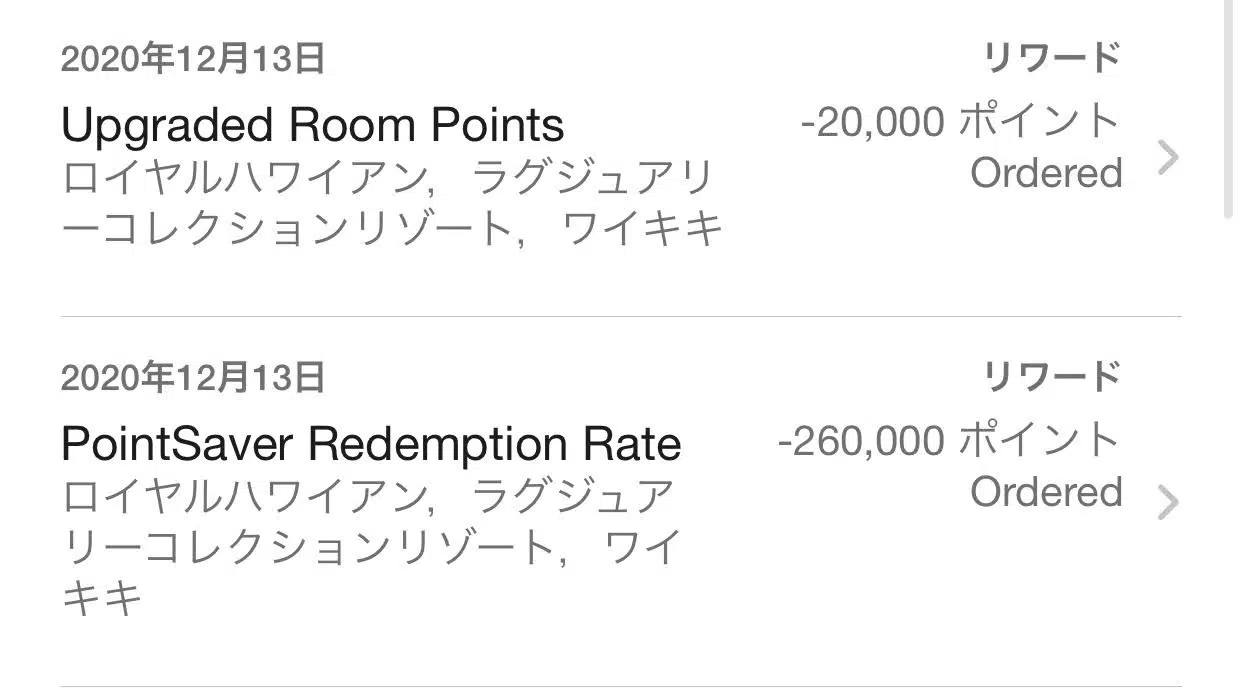 2020年12月13日
リワード
Upgraded Room Points
-20,000 ポイント
ロイヤルハワイアン, ラグジュアリ
Ordered
ーコレクションリゾート, ワイキキ
2020年12月13日
リワード
PointSaver Redemption Rate
-260,000 ポイント
ロイヤルハワイアン, ラグジュア
Ordered
リーコレクションリゾート, ワイ
キキ